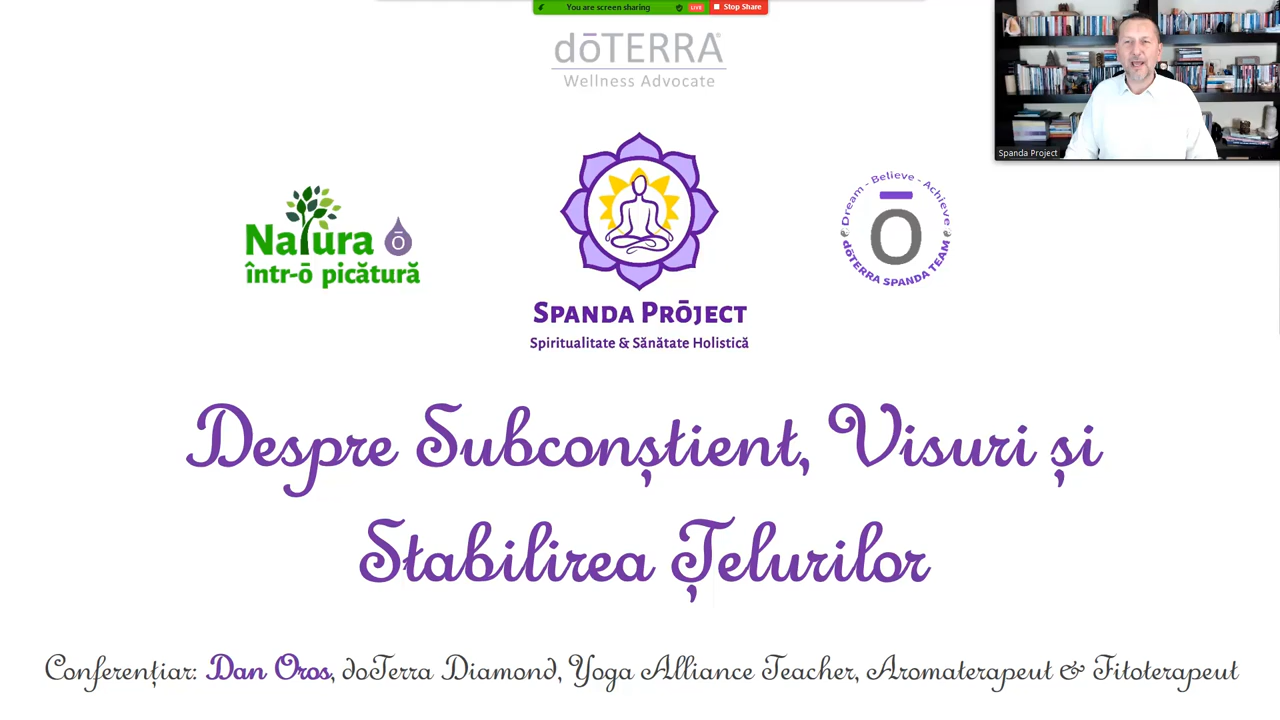 You are screen sharing
LIVE
Stop Share
dōTERRA®
Wellness Advocate
Spanda Project
Natura ō
într-ō picătură
Dream - Believe - Achieve
ō
dōTERRA SPANDA TEAM
SPANDA PRŌJECT
Spiritualitate & Sănătate Holistică
Despre Subconștient, Visuri și
Stabilirea Țelurilor
Conferențiar: Dan Oros, doTerra Diamond, Yoga Alliance Teacher, Aromaterapeut & Fitoterapeut